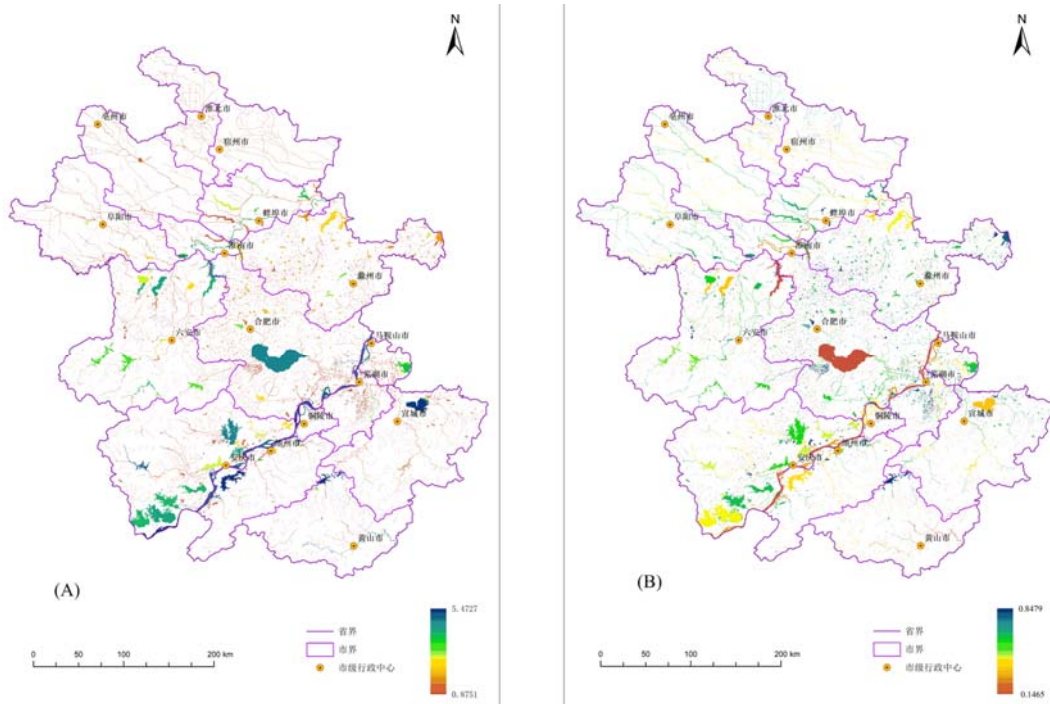 N
亳州市
淮北市
宿州市
阜阳市
蚌埠市
淮南市
滁州市
六安市
合肥市
马鞍山市
芜湖市
铜陵市
宣城市
池州市
安庆市
黄山市
(A)
5.4727
0.8751
省界
市界
市级行政中心
0 50 100 200 km
N
亳州市
淮北市
宿州市
阜阳市
蚌埠市
淮南市
滁州市
六安市
合肥市
马鞍山市
芜湖市
铜陵市
宣城市
池州市
安庆市
黄山市
(B)
0.8479
0.1465
省界
市界
市级行政中心
0 50 100 200 km